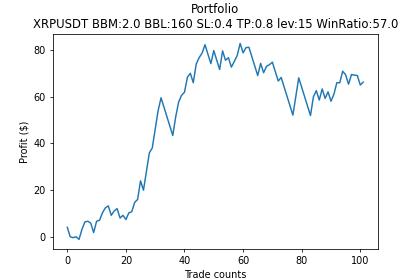 Portfolio
XRPUSDT BBM:2.0 BBL:160 SL:0.4 TP:0.8 lev:15 WinRatio:57.0
80
60
40
20
0
Profit ($)
0 20 40 60 80 100
Trade counts